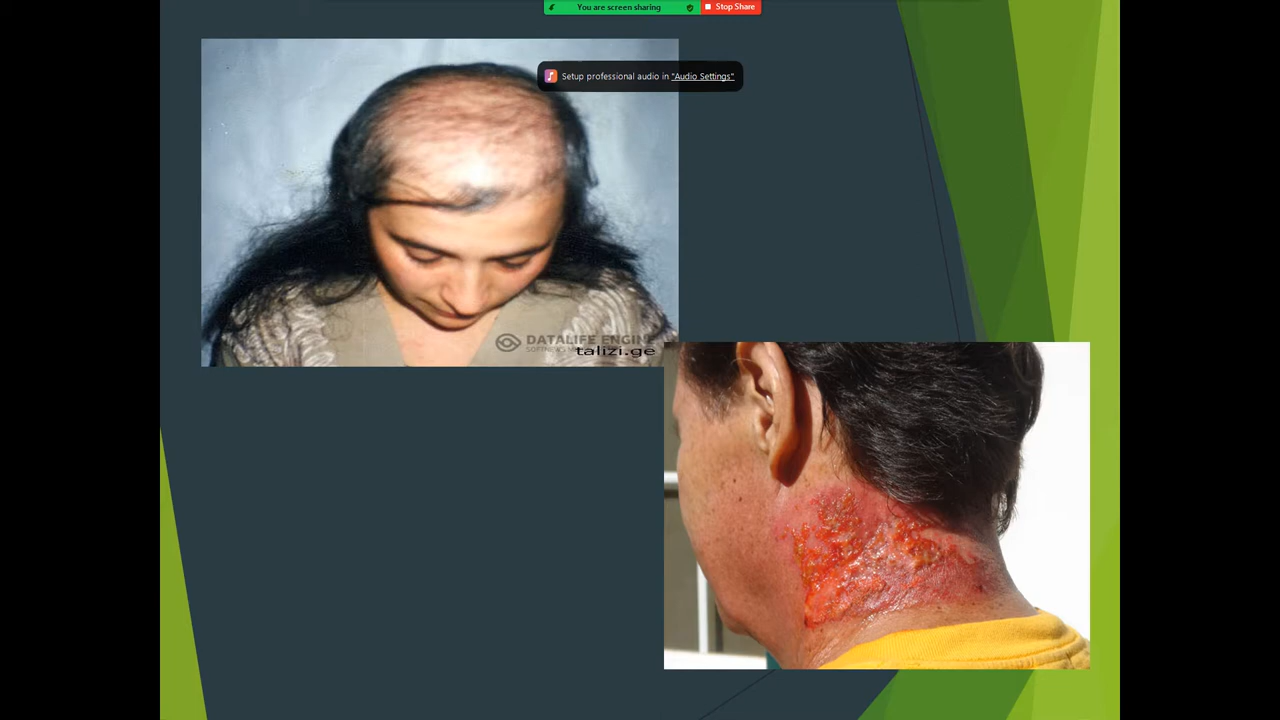 You are screen sharing
Stop Share
Setup professional audio in "Audio Settings"
DATALIFE ENGINE
talizi.ge